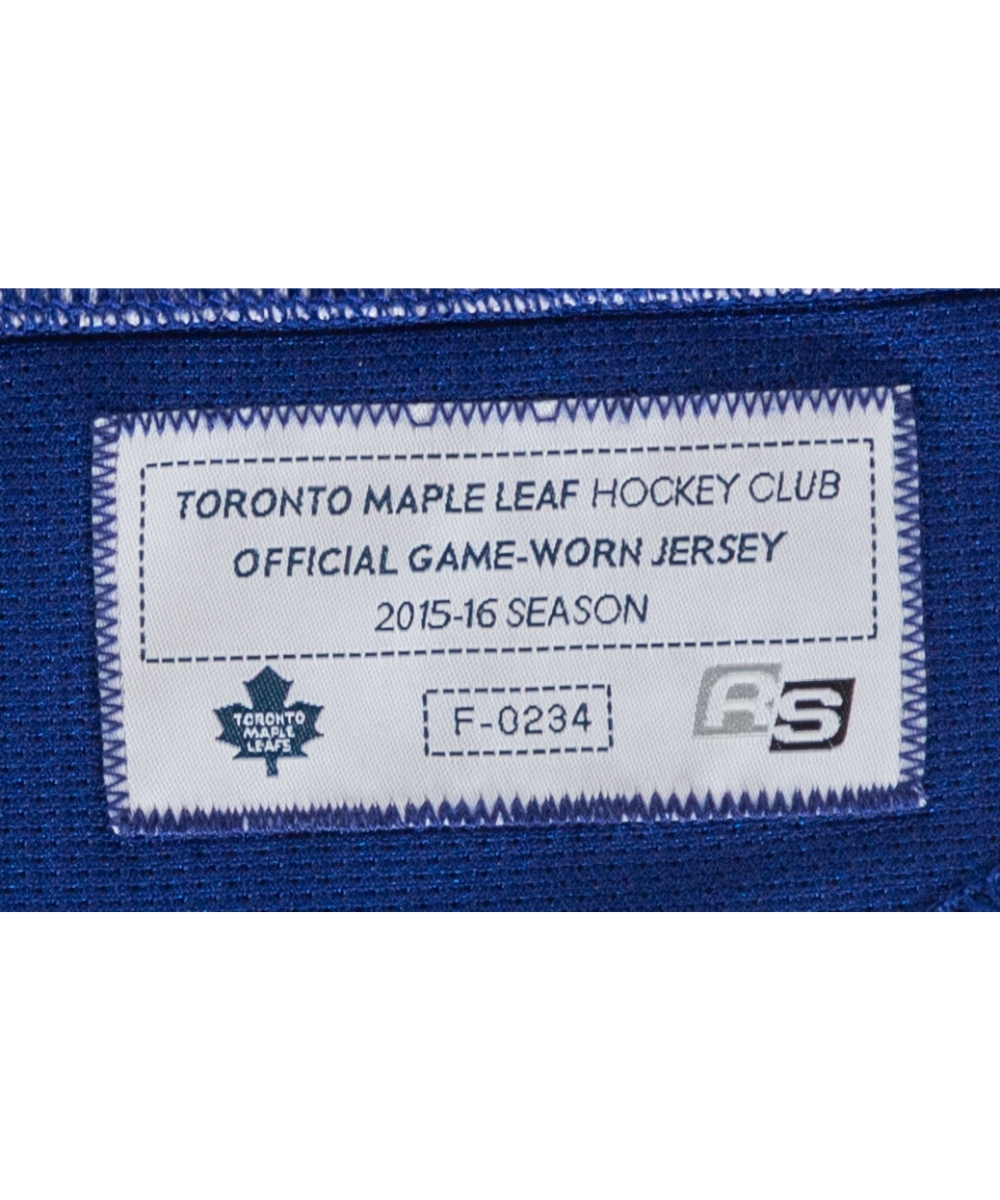 TORONTO MAPLE LEAF HOCKEY CLUB
OFFICIAL GAME-WORN JERSEY
2015-16 SEASON
TORONTO
MAPLE
LEAFS
F-0234
RS